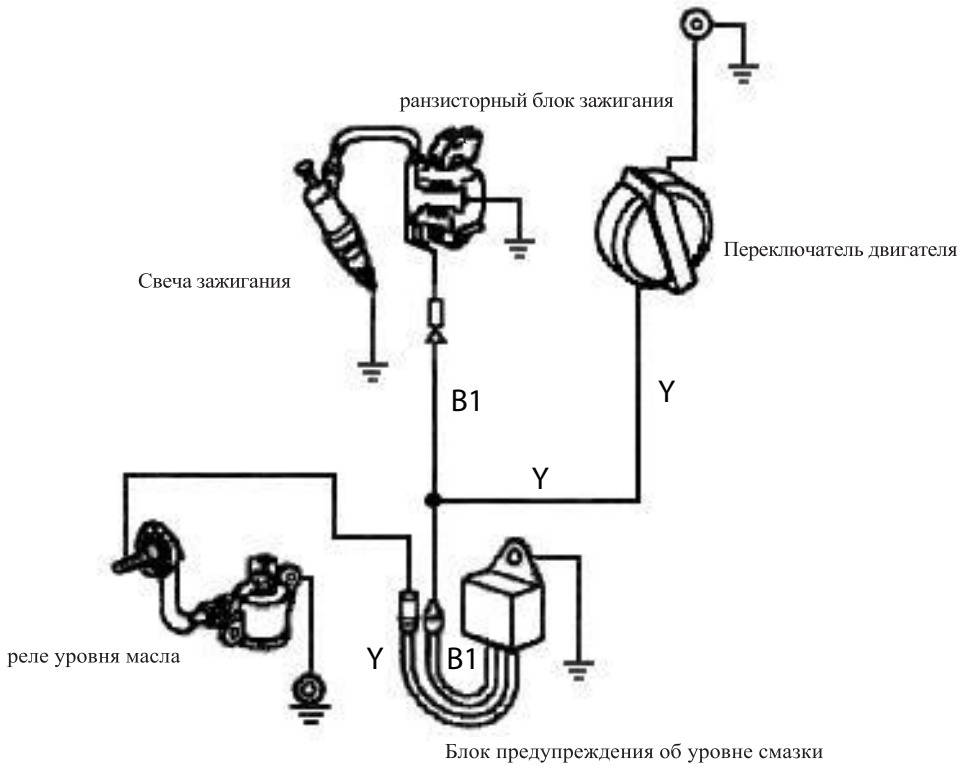 ранзисторный блок зажигания
Переключатель двигателя
Свеча зажигания
B1
Y
Y
реле уровня масла
Y
B1
Блок предупреждения об уровне смазки